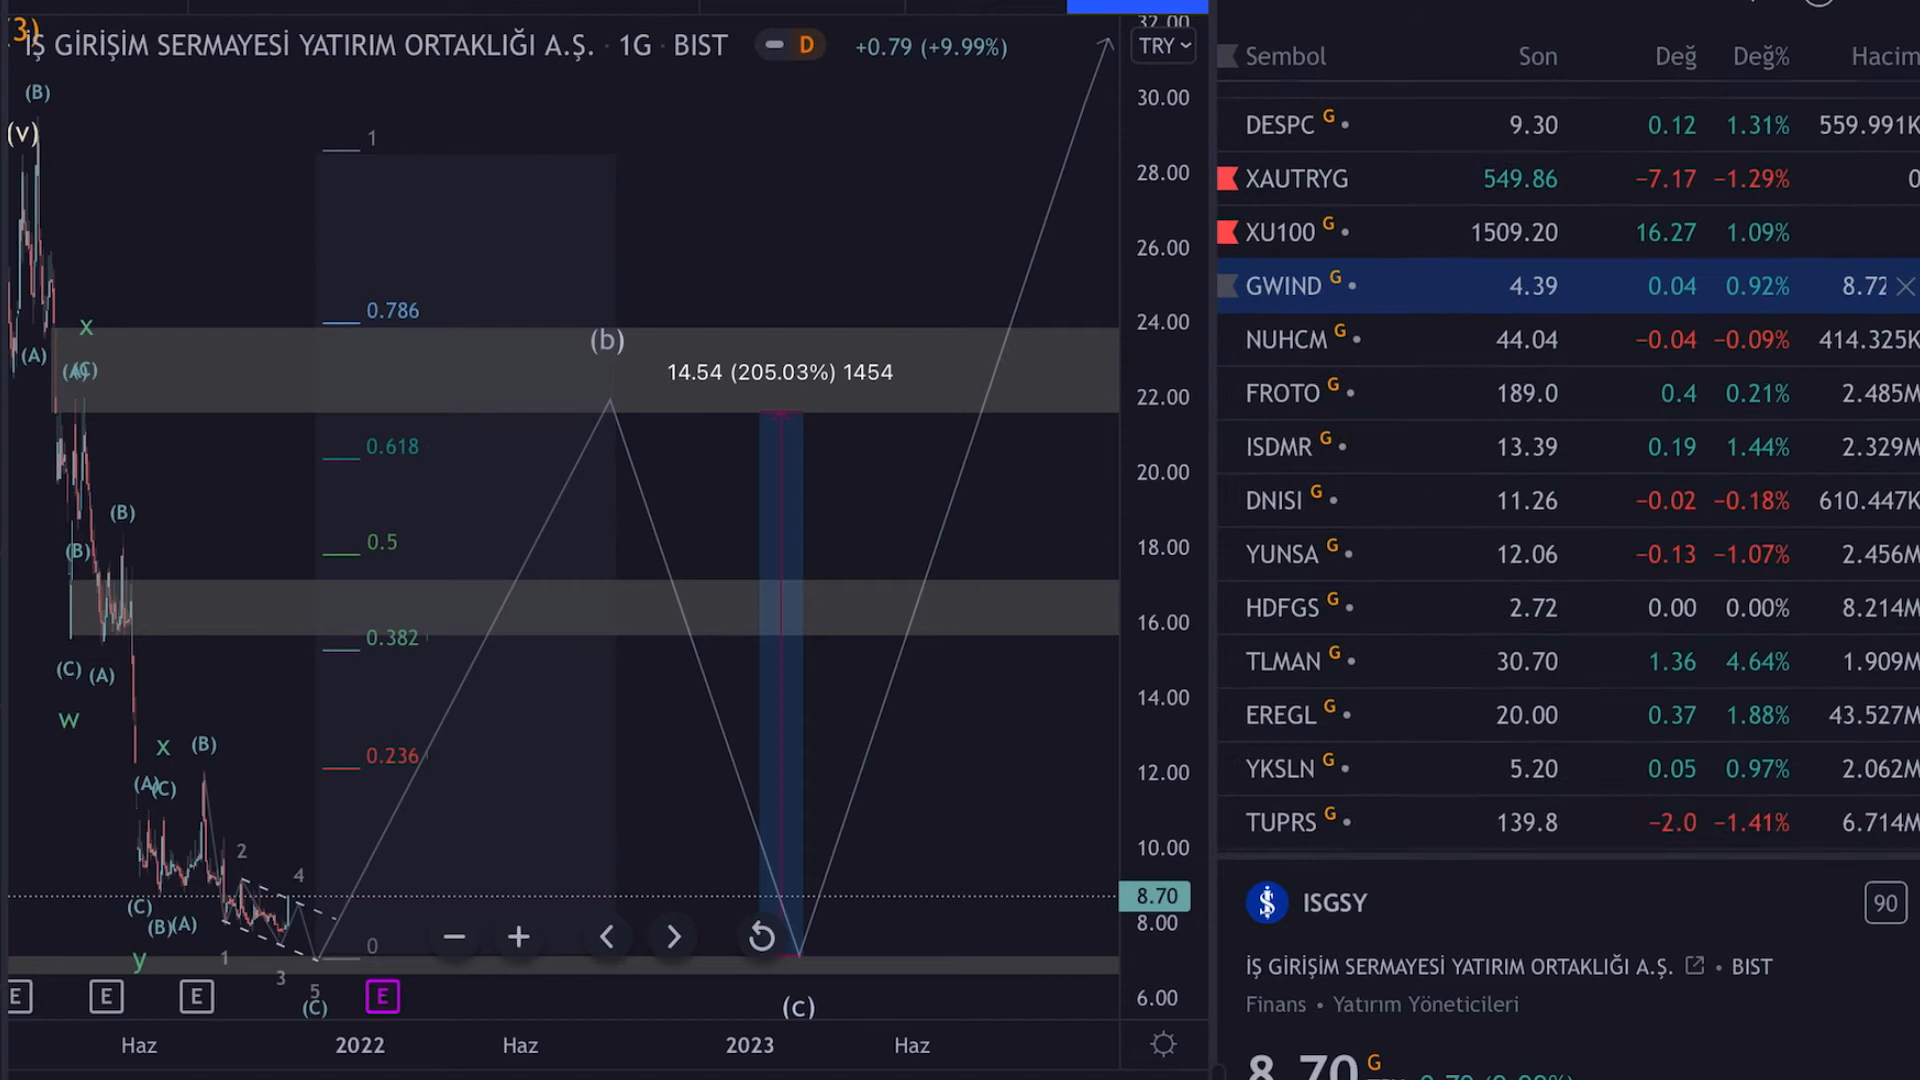 (3)
İŞ GİRİŞİM SERMAYESİ YATIRIM ORTAKLIĞI A.Ş. · 1G · BIST D +0.79 (+9.99%)
TRY
(B)
(v)
1
0.786
x
(b)
(A)
(C)
14.54 (205.03%) 1454
0.618
(B)
0.5
(B)
0.382
(C) (A)
w
x (B)
0.236
(A)
(C)
2
4
(C)
(B)(A)
y
1
0
3
5
(C)
(c)
E E E E
Haz 2022 Haz 2023 Haz
32.00
30.00
28.00
26.00
24.00
22.00
20.00
18.00
16.00
14.00
12.00
10.00
8.70
8.00
6.00
Sembol Son Değ Değ% Hacim
DESPC G 9.30 0.12 1.31% 559.991K
XAUTRYG 549.86 −7.17 −1.29% 0
XU100 G 1509.20 16.27 1.09%
GWIND G 4.39 0.04 0.92% 8.72
NUHCM G 44.04 −0.04 −0.09% 414.325K
FROTO G 189.0 0.4 0.21% 2.485M
ISDMR G 13.39 0.19 1.44% 2.329M
DNISI G 11.26 −0.02 −0.18% 610.447K
YUNSA G 12.06 −0.13 −1.07% 2.456M
HDFGS G 2.72 0.00 0.00% 8.214M
TLMAN G 30.70 1.36 4.64% 1.909M
EREGL G 20.00 0.37 1.88% 43.527M
YKSLN G 5.20 0.05 0.97% 2.062M
TUPRS G 139.8 −2.0 −1.41% 6.714M
ISGSY 90
İŞ GİRİŞİM SERMAYESİ YATIRIM ORTAKLIĞI A.Ş. • BIST
Finans • Yatırım Yöneticileri
8.70 G